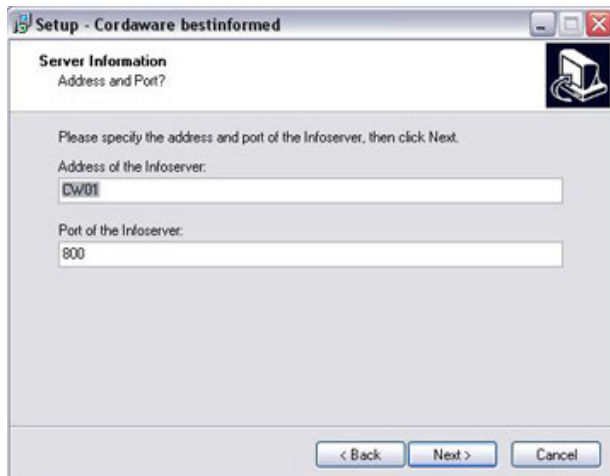 Setup - Cordaware bestinformed
Server Information
Address and Port?
Please specify the address and port of the Infoserver, then click Next.
Address of the Infoserver:
CW01
Port of the Infoserver:
800
< Back Next > Cancel